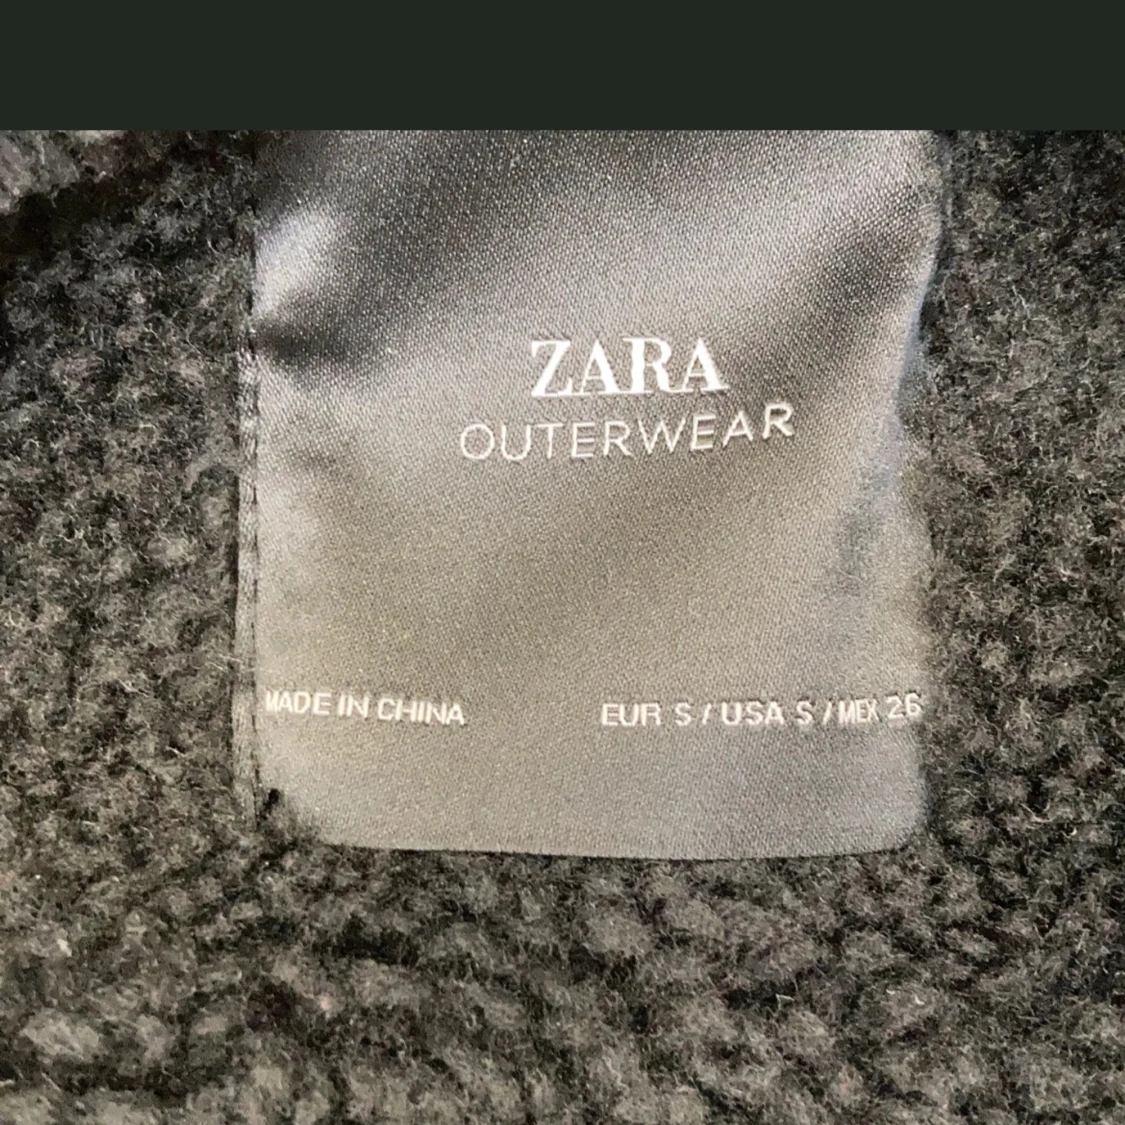 ZARA
OUTERWEAR
MADE IN CHINA
EUR S / USA S / MEX 26